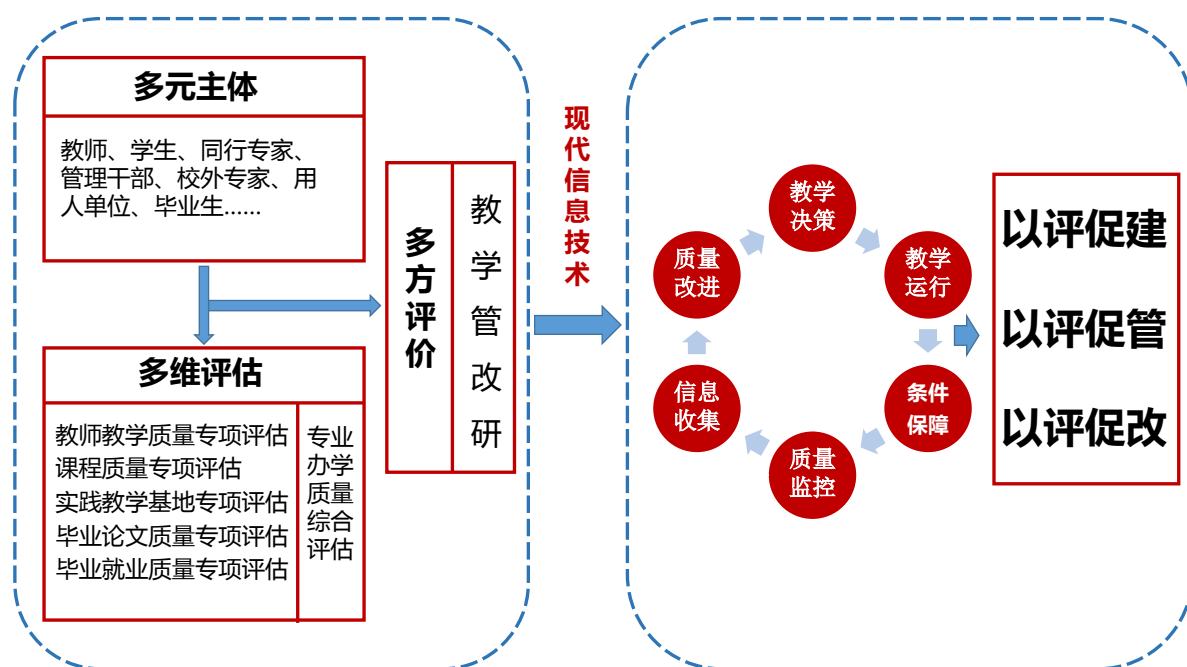 多元主体
教师、学生、同行专家、
管理干部、校外专家、用
人单位、毕业生......
多维评估
教师教学质量专项评估
课程质量专项评估
实践教学基地专项评估
毕业论文质量专项评估
毕业就业质量专项评估
专业
办学
质量
综合
评估
多方评价
教学管改研
现代信息技术
教学
决策
教学
运行
条件
保障
质量
监控
信息
收集
质量
改进
以评促建
以评促管
以评促改